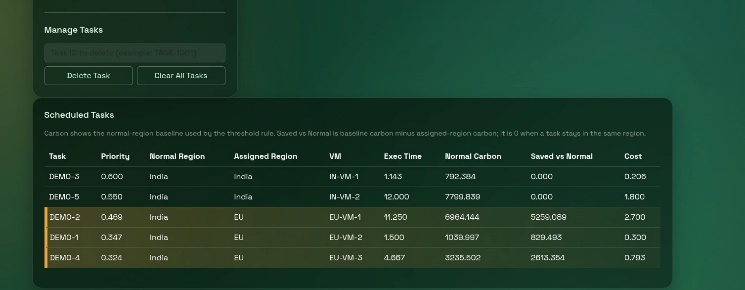 Manage Tasks
Delete Task Clear All Tasks
Scheduled Tasks
Carbon shows the normal-region baseline used by the threshold rule. Saved vs Normal is baseline carbon minus assigned-region carbon; it is 0 when a task stays in the same region.
Task Priority Normal Region Assigned Region VM Exec Time Normal Carbon Saved vs Normal Cost
DEMO-3 0.600 India India IN-VM-1 1.143 792.384 0.000 0.206
DEMO-5 0.550 India India IN-VM-2 12.000 7799.839 0.000 1.800
DEMO-2 0.469 India EU EU-VM-1 11.250 6964.144 5259.089 2.700
DEMO-1 0.347 India EU EU-VM-2 1.500 1039.997 829.493 0.300
DEMO-4 0.324 India EU EU-VM-3 4.667 3235.502 2613.354 0.793